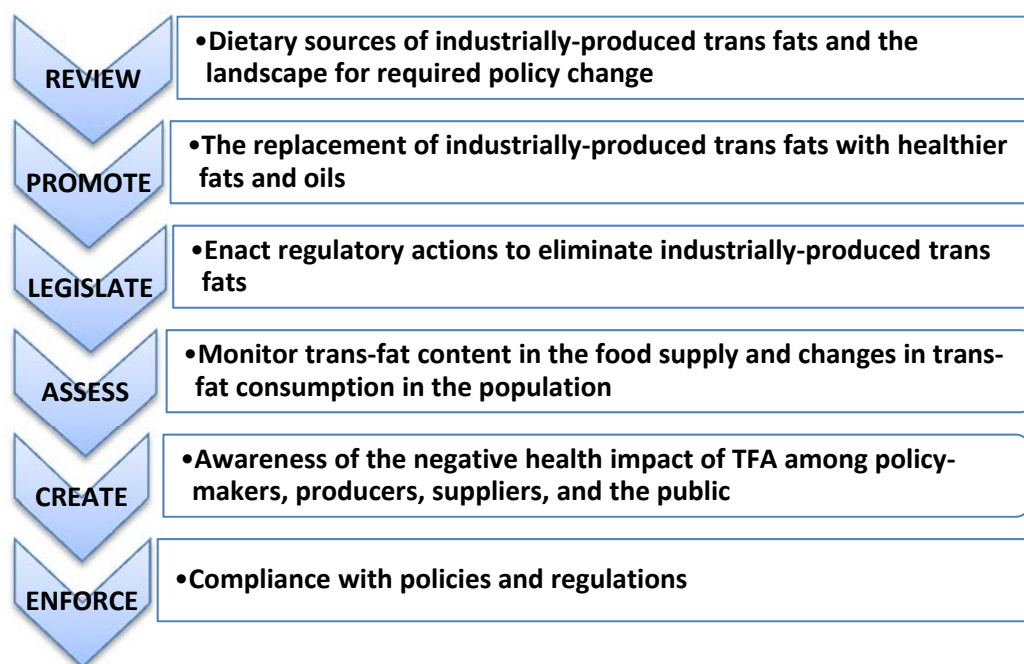 REVIEW
•Dietary sources of industrially-produced trans fats and the
landscape for required policy change
PROMOTE
•The replacement of industrially-produced trans fats with healthier
fats and oils
LEGISLATE
•Enact regulatory actions to eliminate industrially-produced trans
fats
ASSESS
•Monitor trans-fat content in the food supply and changes in trans-
fat consumption in the population
CREATE
•Awareness of the negative health impact of TFA among policy-
makers, producers, suppliers, and the public
ENFORCE
•Compliance with policies and regulations